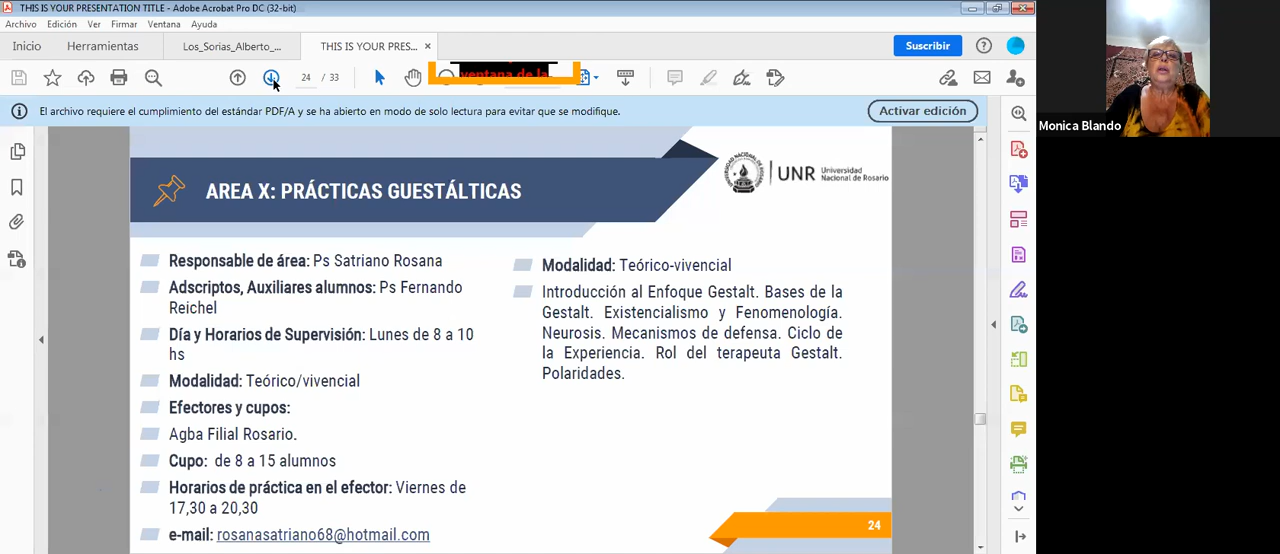 THIS IS YOUR PRESENTATION TITLE - Adobe Acrobat Pro DC (32-bit)
Archivo Edición Ver Firmar Ventana Ayuda
Inicio Herramientas Los_Sorias_Alberto_... THIS IS YOUR PRES... × Suscribir
24 / 33 ventana de la
El archivo requiere el cumplimiento del estándar PDF/A y se ha abierto en modo de solo lectura para evitar que se modifique. Activar edición
Monica Blando
AREA X: PRÁCTICAS GUESTÁLTICAS
UNR Universidad
Nacional de Rosario
Responsable de área: Ps Satriano Rosana
Adscriptos, Auxiliares alumnos: Ps Fernando
Reichel
Día y Horarios de Supervisión: Lunes de 8 a 10
hs
Modalidad: Teórico/vivencial
Efectores y cupos:
Agba Filial Rosario.
Cupo: de 8 a 15 alumnos
Horarios de práctica en el efector: Viernes de
17,30 a 20,30
e-mail: rosanasatriano68@hotmail.com
Modalidad: Teórico-vivencial
Introducción al Enfoque Gestalt. Bases de la
Gestalt. Existencialismo y Fenomenología.
Neurosis. Mecanismos de defensa. Ciclo de
la Experiencia. Rol del terapeuta Gestalt.
Polaridades.
24